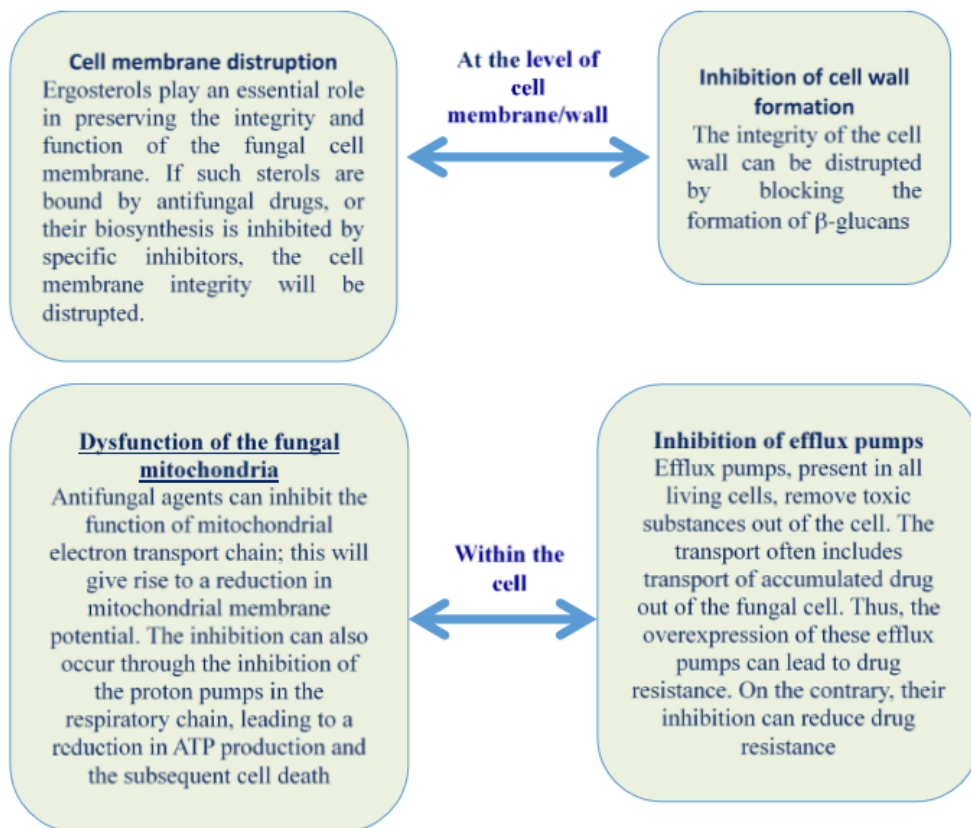 Cell membrane distruption
Ergosterols play an essential role
in preserving the integrity and
function of the fungal cell
membrane. If such sterols are
bound by antifungal drugs, or
their biosynthesis is inhibited by
specific inhibitors, the cell
membrane integrity will be
distrupted.
At the level of
cell
membrane/wall
Inhibition of cell wall
formation
The integrity of the cell
wall can be distrupted
by blocking the
formation of β-glucans
Dysfunction of the fungal
mitochondria
Antifungal agents can inhibit the
function of mitochondrial
electron transport chain; this will
give rise to a reduction in
mitochondrial membrane
potential. The inhibition can also
occur through the inhibition of
the proton pumps in the
respiratory chain, leading to a
reduction in ATP production and
the subsequent cell death
Within the
cell
Inhibition of efflux pumps
Efflux pumps, present in all
living cells, remove toxic
substances out of the cell. The
transport often includes
transport of accumulated drug
out of the fungal cell. Thus, the
overexpression of these efflux
pumps can lead to drug
resistance. On the contrary, their
inhibition can reduce drug
resistance